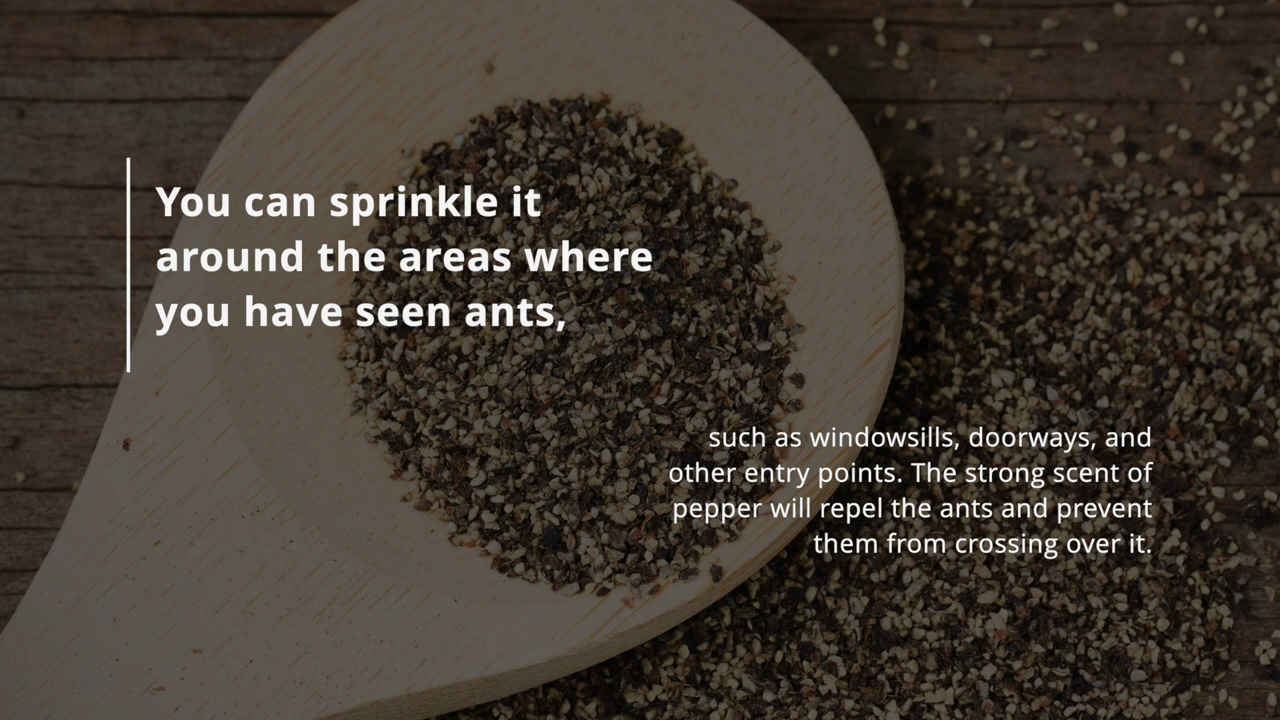 You can sprinkle it
around the areas where
you have seen ants,
such as windowsills, doorways, and
other entry points. The strong scent of
pepper will repel the ants and prevent
them from crossing over it.